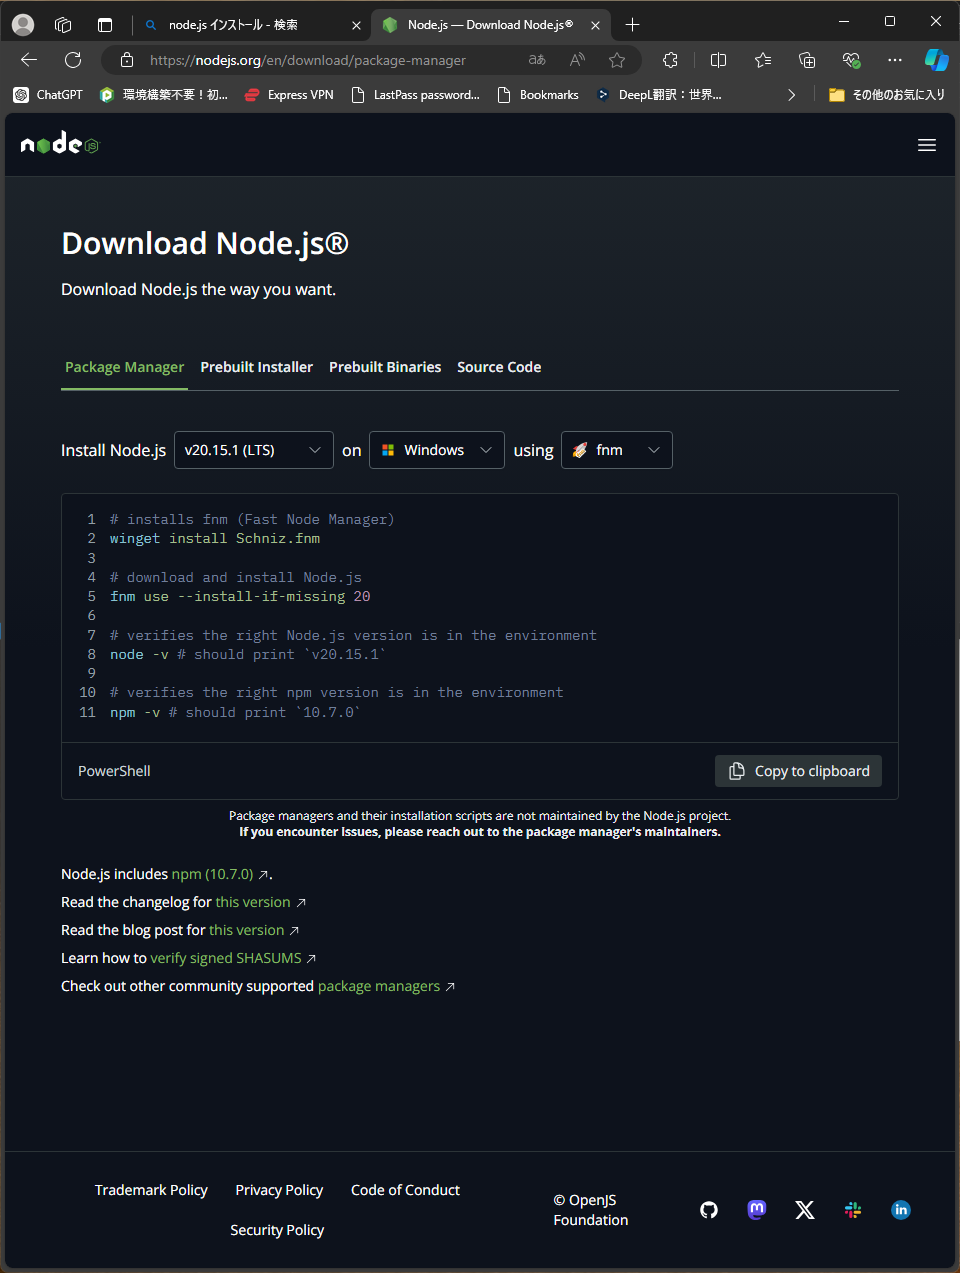 node.js インストール - 検索
Node.js — Download Node.js®
https://nodejs.org/en/download/package-manager
ChatGPT
環境構築不要！初...
Express VPN
LastPass password...
Bookmarks
DeepL翻訳：世界...
その他のお気に入り
node
Download Node.js®
Download Node.js the way you want.
Package Manager Prebuilt Installer Prebuilt Binaries Source Code
Install Node.js v20.15.1 (LTS) on Windows using fnm
1 # installs fnm (Fast Node Manager)
2 winget install Schniz.fnm
3
4 # download and install Node.js
5 fnm use --install-if-missing 20
6
7 # verifies the right Node.js version is in the environment
8 node -v # should print `v20.15.1`
9
10 # verifies the right npm version is in the environment
11 npm -v # should print `10.7.0`
PowerShell
Copy to clipboard
Package managers and their installation scripts are not maintained by the Node.js project.
If you encounter issues, please reach out to the package manager's maintainers.
Node.js includes npm (10.7.0) ↗.
Read the changelog for this version ↗
Read the blog post for this version ↗
Learn how to verify signed SHASUMS ↗
Check out other community supported package managers ↗
Trademark Policy Privacy Policy Code of Conduct
Security Policy
© OpenJS
Foundation